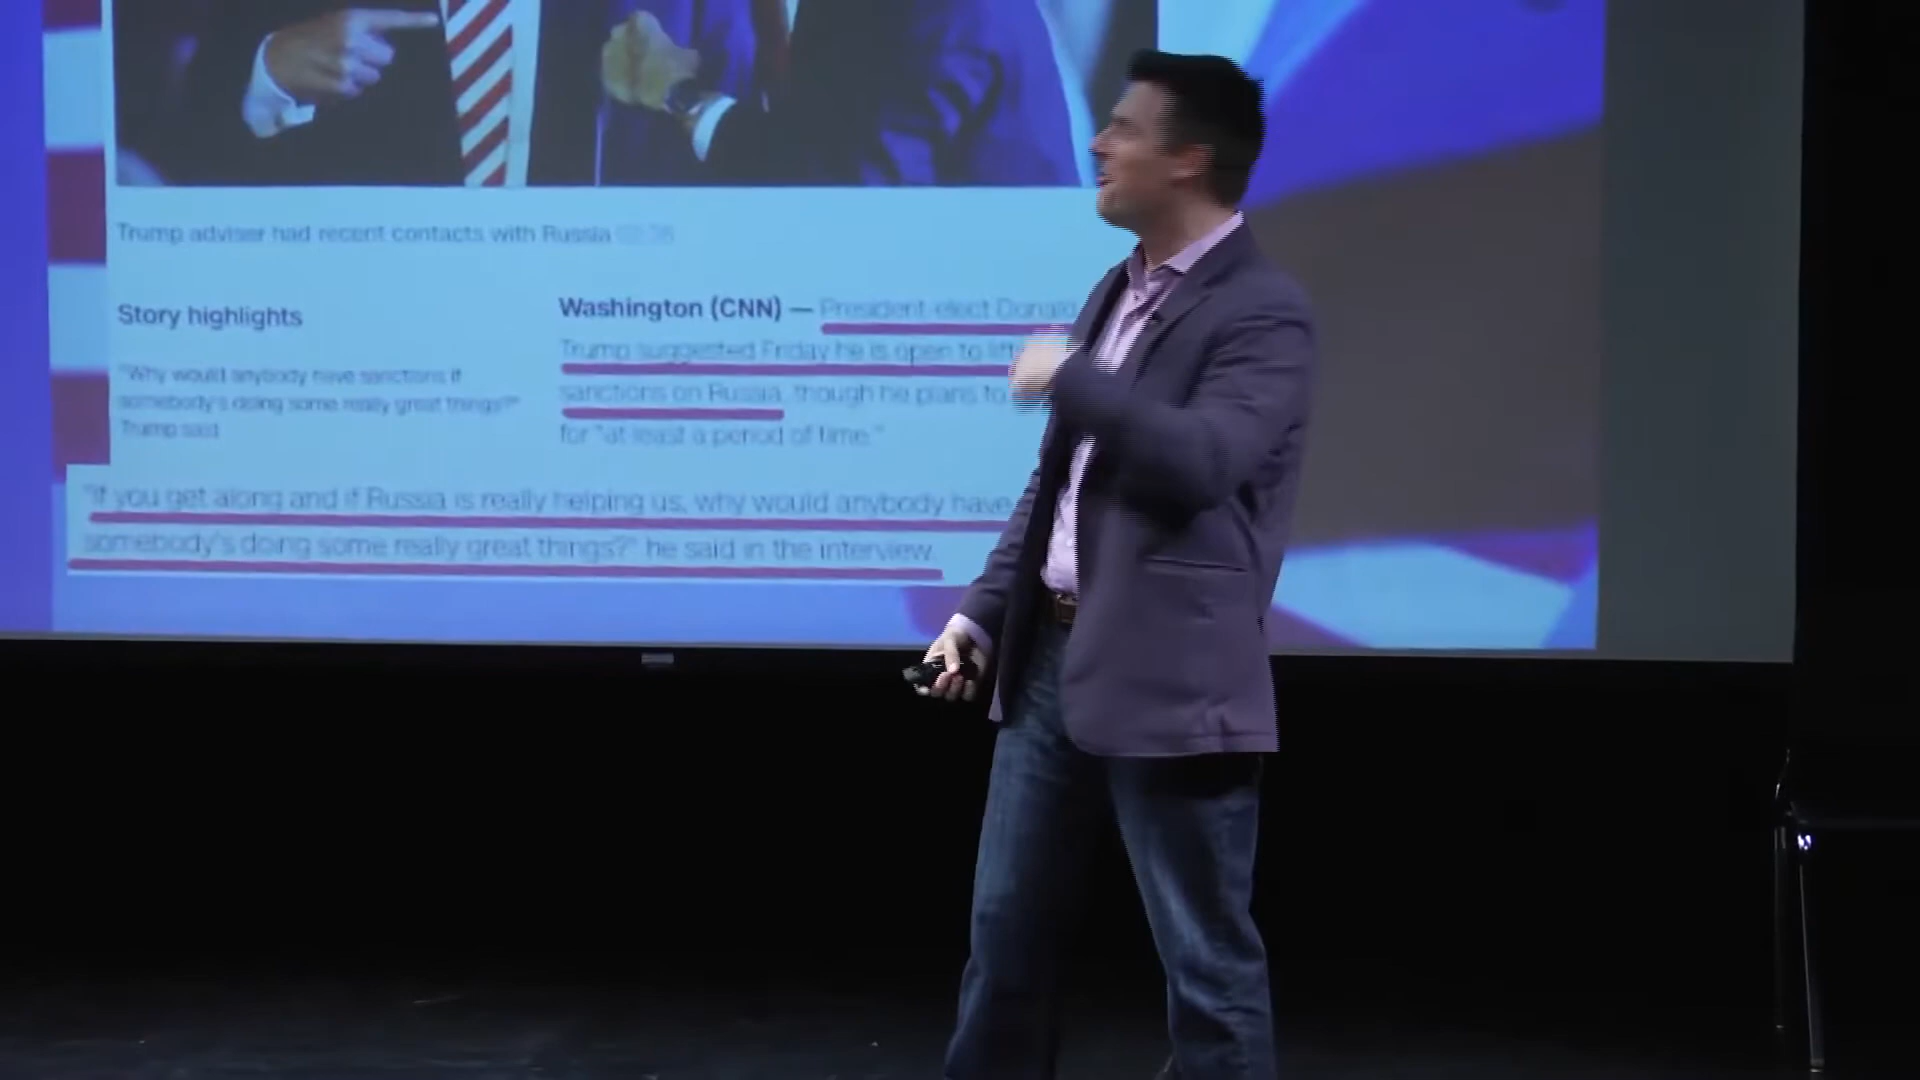 Trump adviser had recent contacts with Russia 02:36
Story highlights
"Why would anybody have sanctions if
somebody's doing some really great things?"
Trump said
Washington (CNN) — President-elect Donald
Trump suggested Friday he is open to lift
sanctions on Russia, though he plans to
for "at least a period of time."
"If you get along and if Russia is really helping us, why would anybody have
somebody's doing some really great things?" he said in the interview.